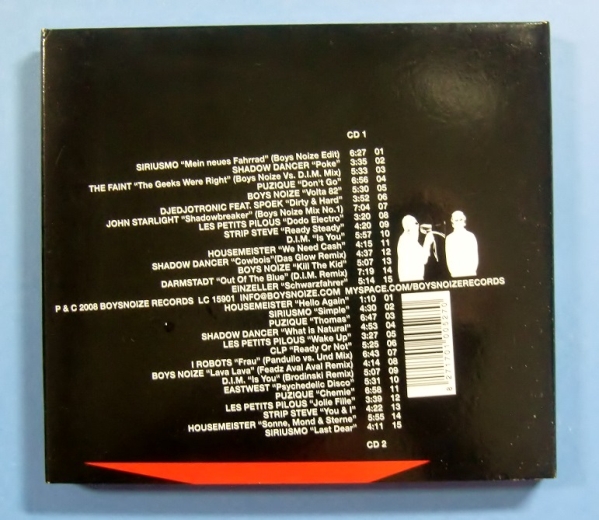 CD 1
SIRIUSMO "Mein neues Fahrrad" (Boys Noize Edit) 6:27 01
SHADOW DANCER "Poke" 3:35 02
THE FAINT "The Geeks Were Right" (Boys Noize Vs. D.I.M. Mix) 5:33 03
PUZIQUE "Don't Go" 6:56 04
BOYS NOIZE "Volta 82" 5:30 05
DJEDJOTRONIC FEAT. SPOEK "Dirty & Hard" 3:52 06
JOHN STARLIGHT "Shadowbreaker" (Boys Noize Mix No.1) 7:04 07
LES PETITS PILOUS "Dodo Electro" 3:20 08
STRIP STEVE "Ready Steady" 4:20 09
D.I.M. "Is You" 5:57 10
HOUSEMEISTER "We Need Cash" 4:15 11
SHADOW DANCER "Cowbois"(Das Glow Remix) 4:37 12
BOYS NOIZE "Kill The Kid" 5:07 13
DARMSTADT "Out Of The Blue" (D.I.M. Remix) 7:19 14
EINZELLER "Schwarzfahrer" 5:14 15
P & C 2008 BOYSNOIZE RECORDS LC 15901 INFO@BOYSNOIZE.COM MYSPACE.COM/BOYSNOIZERECORDS
HOUSEMEISTER "Hello Again" 1:10 01
SIRIUSMO "Simple" 4:30 02
PUZIQUE "Thomas" 6:47 03
SHADOW DANCER "What is Natural" 4:53 04
LES PETITS PILOUS "Wake Up" 3:27 05
CLP "Ready Or Not" 5:25 06
I ROBOTS "Frau" (Pandullo vs. Und Mix) 6:43 07
BOYS NOIZE "Lava Lava" (Feadz Aval Aval Remix) 4:14 08
D.I.M. "is You" (Brodinski Remix) 5:07 09
EASTWEST "Psychedelic Disco" 5:31 10
PUZIQUE "Chemie" 6:58 11
LES PETITS PILOUS "Jolie Fille" 3:39 12
STRIP STEVE "You & I" 4:22 13
HOUSEMEISTER "Sonne, Mond & Sterne" 5:55 14
SIRIUSMO "Last Dear" 4:11 15
CD 2